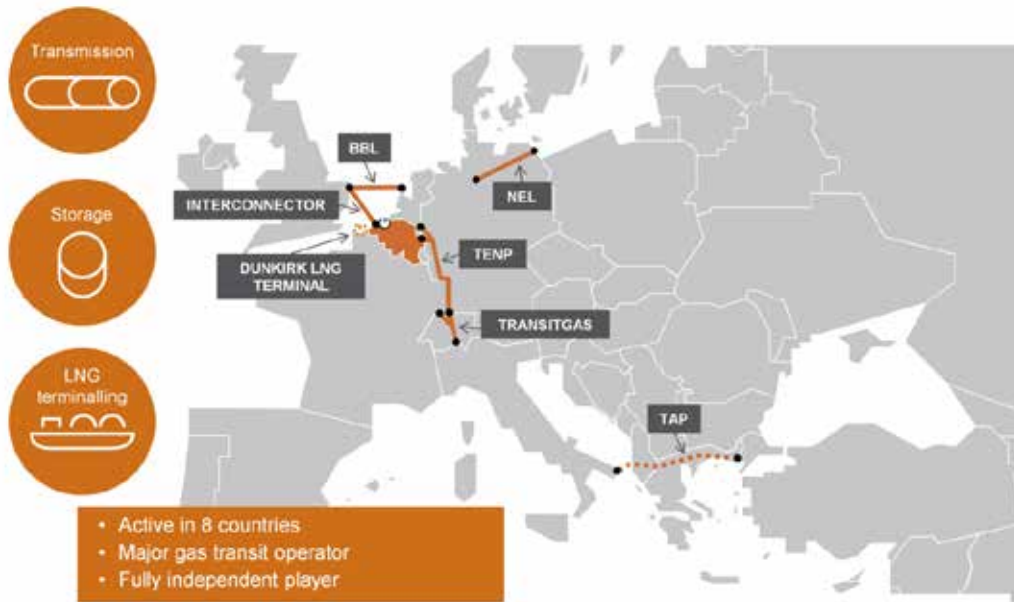 Transmission
Storage
LNG
terminalling
BBL
INTERCONNECTOR
DUNKIRK LNG
TERMINAL
NEL
TENP
TRANSITGAS
TAP
• Active in 8 countries
• Major gas transit operator
• Fully independent player